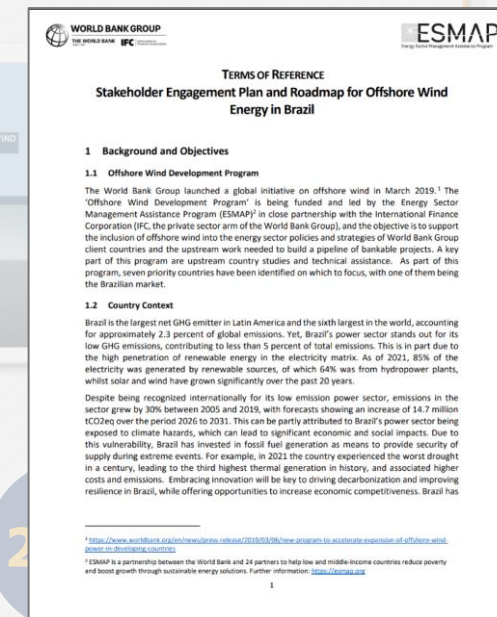 WORLD BANK GROUP
THE WORLD BANK IFC
ESMAP
Energy Sector Management Assistance Program
TERMS OF REFERENCE
Stakeholder Engagement Plan and Roadmap for Offshore Wind
Energy in Brazil
1 Background and Objectives
1.1 Offshore Wind Development Program
The World Bank Group launched a global initiative on offshore wind in March 2019.1 The
‘Offshore Wind Development Program’ is being funded and led by the Energy Sector
Management Assistance Program (ESMAP)2 in close partnership with the International Finance
Corporation (IFC, the private sector arm of the World Bank Group), and the objective is to support
the inclusion of offshore wind into the energy sector policies and strategies of World Bank Group
client countries and the upstream work needed to build a pipeline of bankable projects. A key
part of this program are upstream country studies and technical assistance. As part of this
program, seven priority countries have been identified on which to focus, with one of them being
the Brazilian market.
1.2 Country Context
Brazil is the largest net GHG emitter in Latin America and the sixth largest in the world, accounting
for approximately 2.3 percent of global emissions. Yet, Brazil’s power sector stands out for its
low GHG emissions, contributing to less than 5 percent of total emissions. This is in part due to
the high penetration of renewable energy in the electricity matrix. As of 2021, 85% of the
electricity was generated by renewable sources, of which 64% was from hydropower plants,
whilst solar and wind have grown significantly over the past 20 years.
Despite being recognized internationally for its low emission power sector, emissions in the
sector grew by 30% between 2005 and 2019, with forecasts showing an increase of 14.7 million
tCO2eq over the period 2026 to 2031. This can be partly attributed to Brazil’s power sector being
exposed to climate hazards, which can lead to significant economic and social impacts. Due to
this vulnerability, Brazil has invested in fossil fuel generation as means to provide security of
supply during extreme events. For example, in 2021 the country experienced the worst drought
in a century, leading to the third highest thermal generation in history, and associated higher
costs and emissions. Embracing innovation will be key to driving decarbonization and improving
resilience in Brazil, while offering opportunities to increase economic competitiveness. Brazil has
1 https://www.worldbank.org/en/news/press-release/2019/03/06/new-program-to-accelerate-expansion-of-offshore-wind-
power-in-developing-countries
2 ESMAP is a partnership between the World Bank and 24 partners to help low and middle-income countries reduce poverty
and boost growth through sustainable energy solutions. Further information: https://esmap.org
1
2